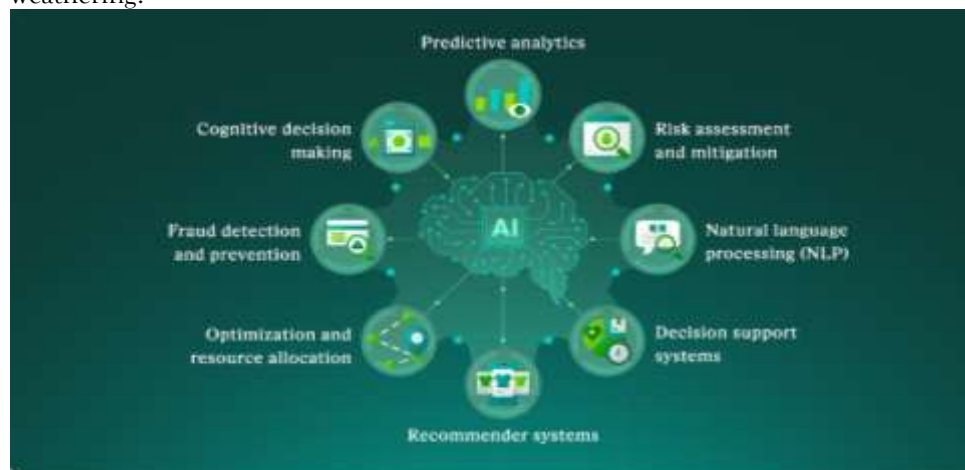 weathering.
Predictive analytics
Cognitive decision
making
Risk assessment
and mitigation
AI
Fraud detection
and prevention
Natural language
processing (NLP)
Optimization and
resource allocation
Decision support
systems
Recommender systems